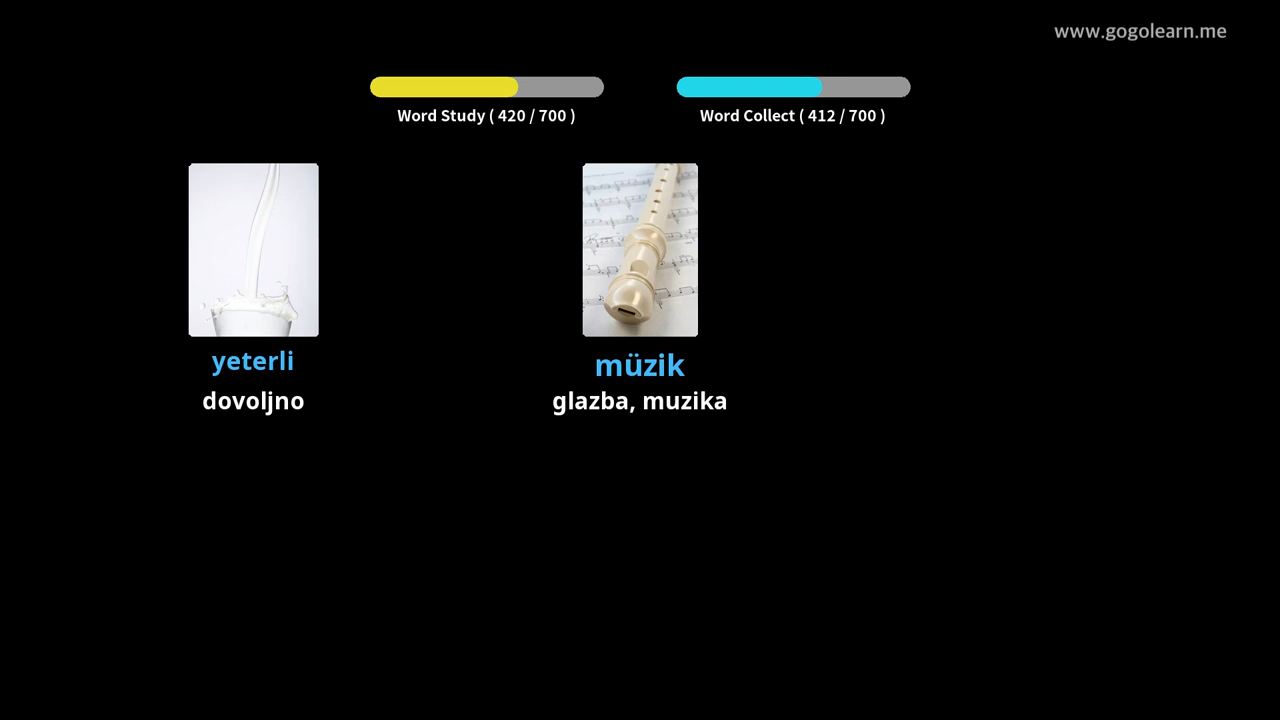 www.gogolearn.me
Word Study ( 420 / 700 )
Word Collect ( 412 / 700 )
yeterli
dovoljno
müzik
glazba, muzika